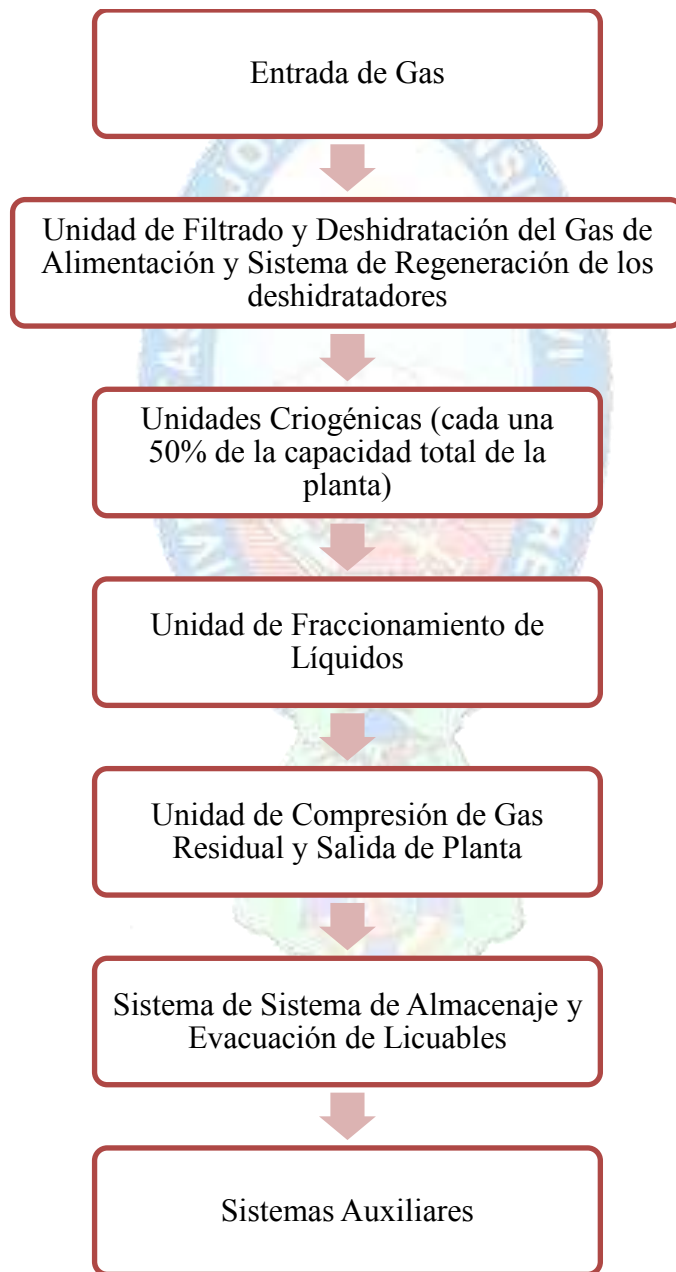 Entrada de Gas
Unidad de Filtrado y Deshidratación del Gas de
Alimentación y Sistema de Regeneración de los
deshidratadores
Unidades Criogénicas (cada una
50% de la capacidad total de la
planta)
Unidad de Fraccionamiento de
Líquidos
Unidad de Compresión de Gas
Residual y Salida de Planta
Sistema de Sistema de Almacenaje y
Evacuación de Licuables
Sistemas Auxiliares